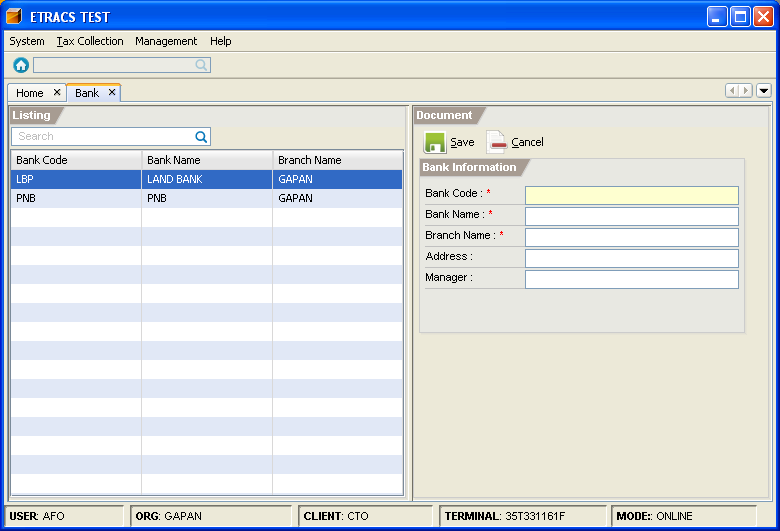 ETRACS TEST
System Tax Collection Management Help
Home Bank
Listing
Search
Bank Code Bank Name Branch Name
LBP LAND BANK GAPAN
PNB PNB GAPAN
Document
Save Cancel
Bank Information
Bank Code : *
Bank Name : *
Branch Name : *
Address :
Manager :
USER: AFO ORG: GAPAN CLIENT: CTO TERMINAL: 35T331161F MODE:: ONLINE